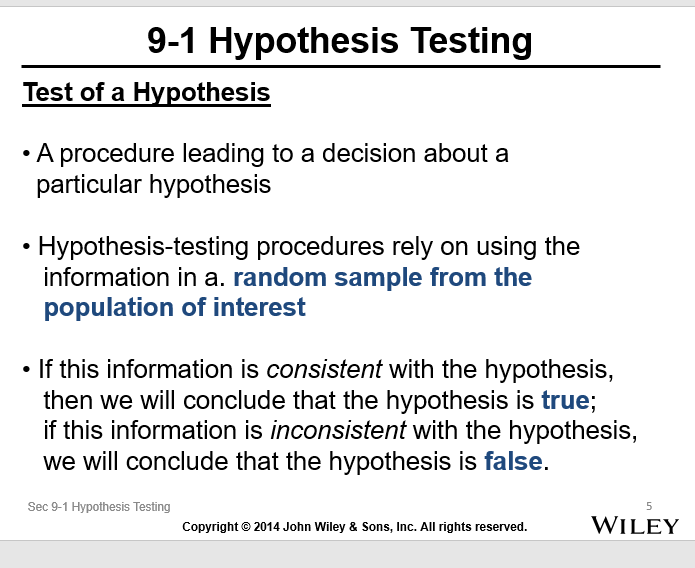 9-1 Hypothesis Testing
Test of a Hypothesis
• A procedure leading to a decision about a
particular hypothesis
• Hypothesis-testing procedures rely on using the
information in a. random sample from the
population of interest
• If this information is consistent with the hypothesis,
then we will conclude that the hypothesis is true;
if this information is inconsistent with the hypothesis,
we will conclude that the hypothesis is false.
Sec 9-1 Hypothesis Testing
5
Copyright © 2014 John Wiley & Sons, Inc. All rights reserved.
WILEY